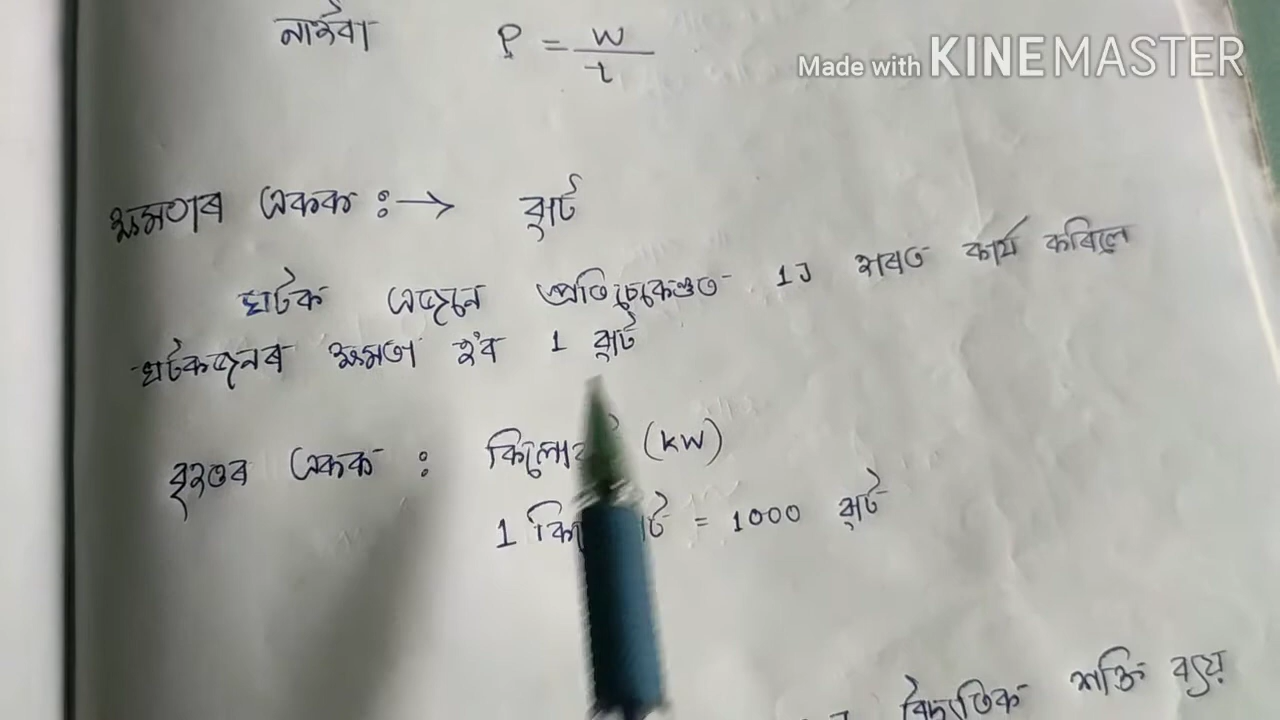 নাইবা P = W / t
Made with KINEMASTER
ক্ষমতাৰ একক :→ ৱাট
ঘটক এজনে প্ৰতি চেকেণ্ডত 1J কাৰ্য কৰিলে
ঘটকজনৰ ক্ষমতা হ'ব 1 ৱাট
বৃহত্তৰ একক : (KW)
1 = 1000 ৱাট
বৈদ্যুতিক শক্তি ব্যয়